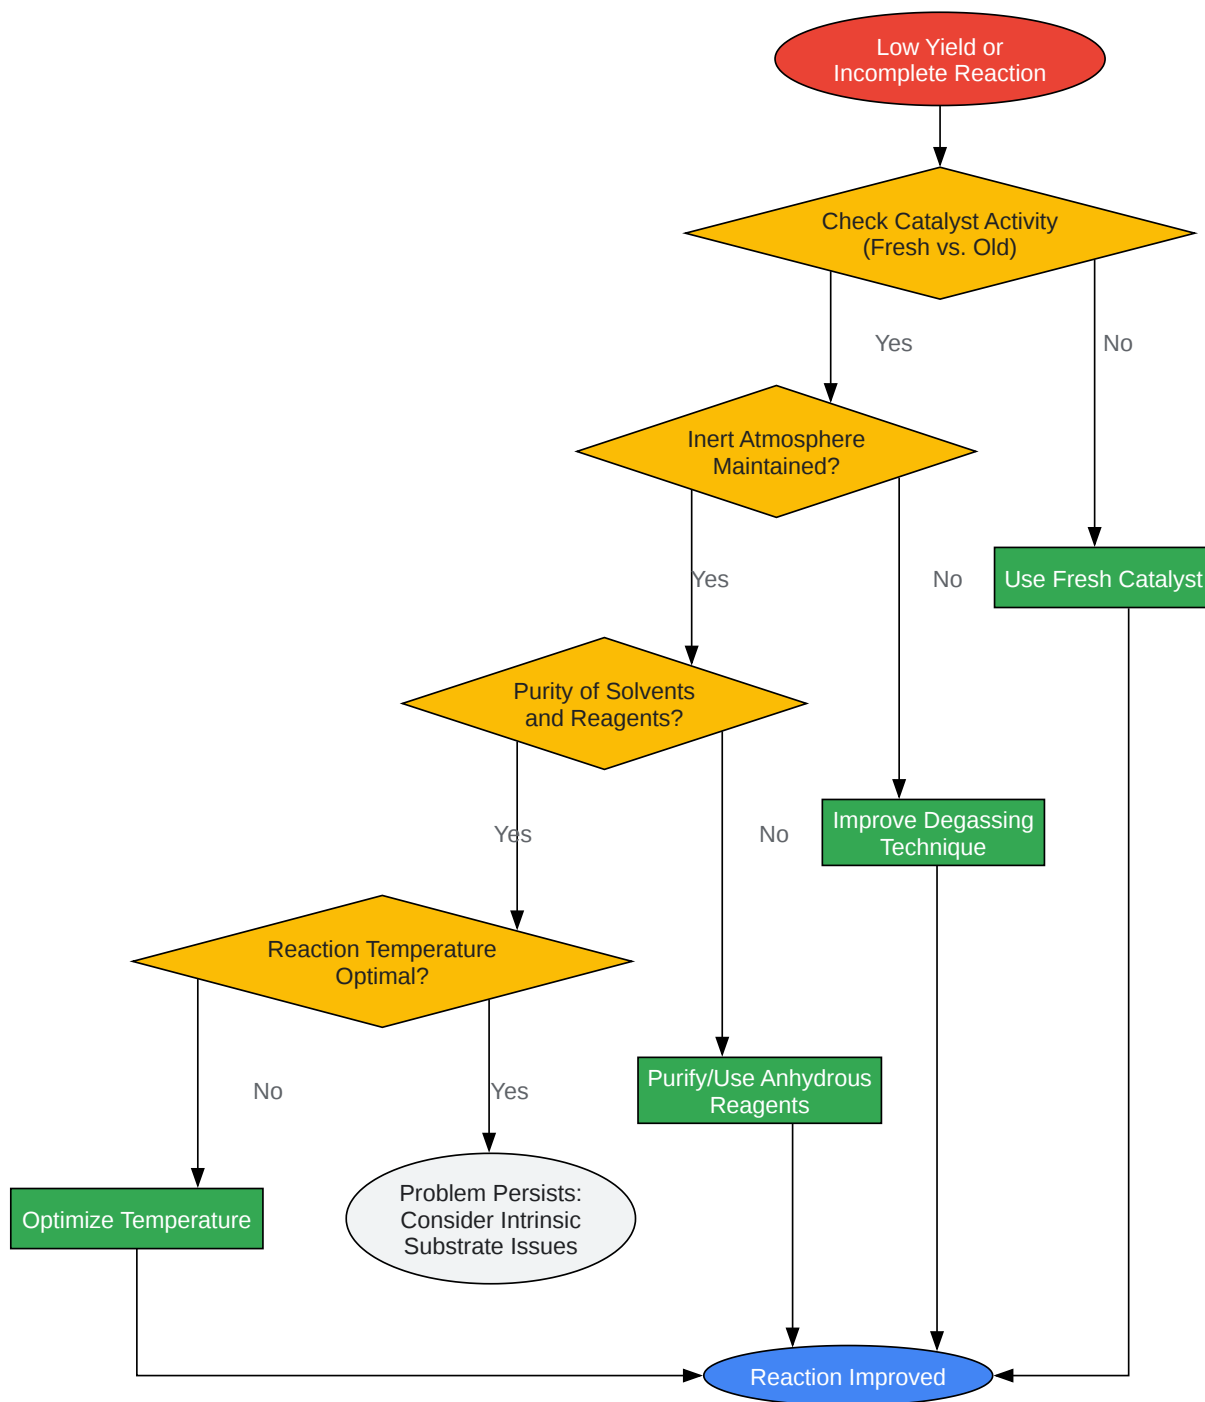 Low Yield or
Incomplete Reaction
Check Catalyst Activity
(Fresh vs. Old)
Yes
No
Inert Atmosphere
Maintained?
Yes
No
Use Fresh Catalyst
Purity of Solvents
and Reagents?
Yes
No
Improve Degassing
Technique
Reaction Temperature
Optimal?
No
Yes
Purify/Use Anhydrous
Reagents
Optimize Temperature
Problem Persists:
Consider Intrinsic
Substrate Issues
Reaction Improved